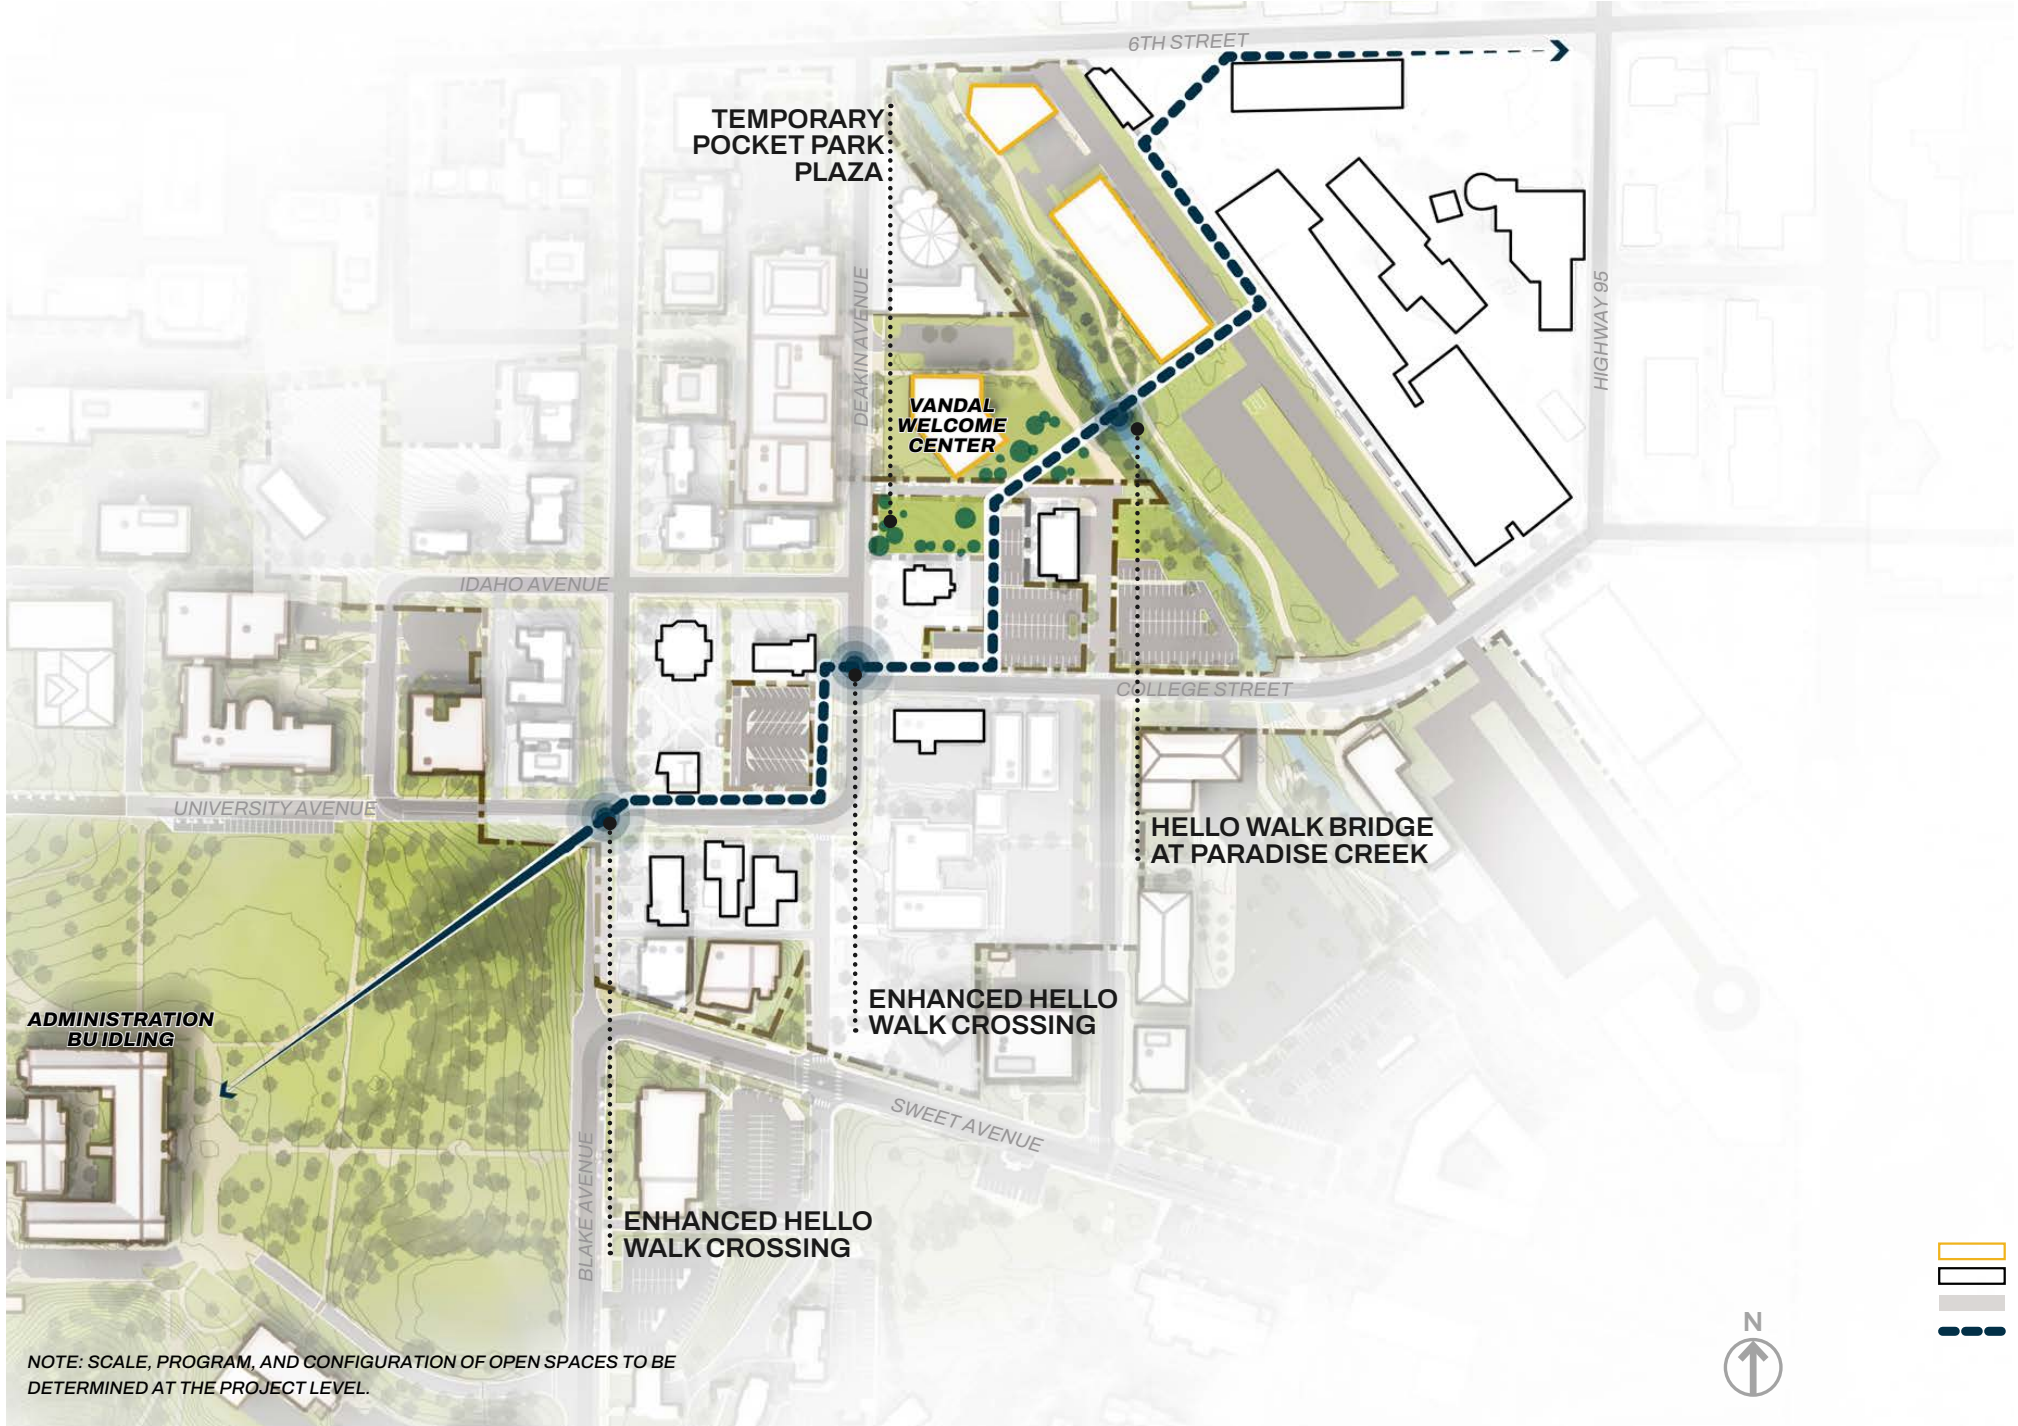 6TH STREET
TEMPORARY
POCKET PARK
PLAZA
DEAKIN AVENUE
HIGHWAY 95
VANDAL
WELCOME
CENTER
IDAHO AVENUE
COLLEGE STREET
UNIVERSITY AVENUE
HELLO WALK BRIDGE
AT PARADISE CREEK
ENHANCED HELLO
WALK CROSSING
ADMINISTRATION
BUIDLING
SWEET AVENUE
BLAKE AVENUE
ENHANCED HELLO
WALK CROSSING
N
NOTE: SCALE, PROGRAM, AND CONFIGURATION OF OPEN SPACES TO BE
DETERMINED AT THE PROJECT LEVEL.